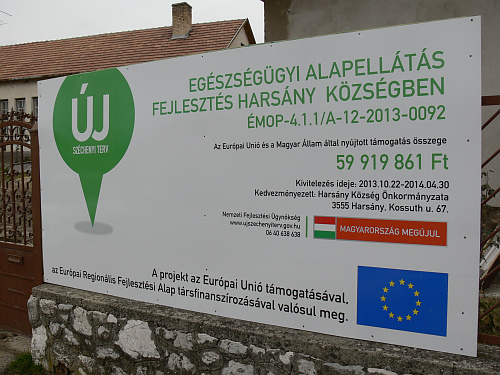 ÚJ
SZÉCHENYI TERV
EGÉSZSÉGÜGYI ALAPELLÁTÁS
FEJLESZTÉS HARSÁNY KÖZSÉGBEN
ÉMOP-4.1.1/A-12-2013-0092
Az Európai Unió és a Magyar Állam által nyújtott támogatás összege
59 919 861 Ft
Kivitelezés ideje: 2013.10.22-2014.04.30
Kedvezményezett: Harsány Község Önkormányzata
3555 Harsány, Kossuth u. 67.
Nemzeti Fejlesztési Ügynökség
www.ujszechenyiterv.gov.hu
06 40 638 638
MAGYARORSZÁG MEGÚJUL
A projekt az Európai Unió támogatásával,
az Európai Regionális Fejlesztési Alap társfinanszírozásával valósul meg.